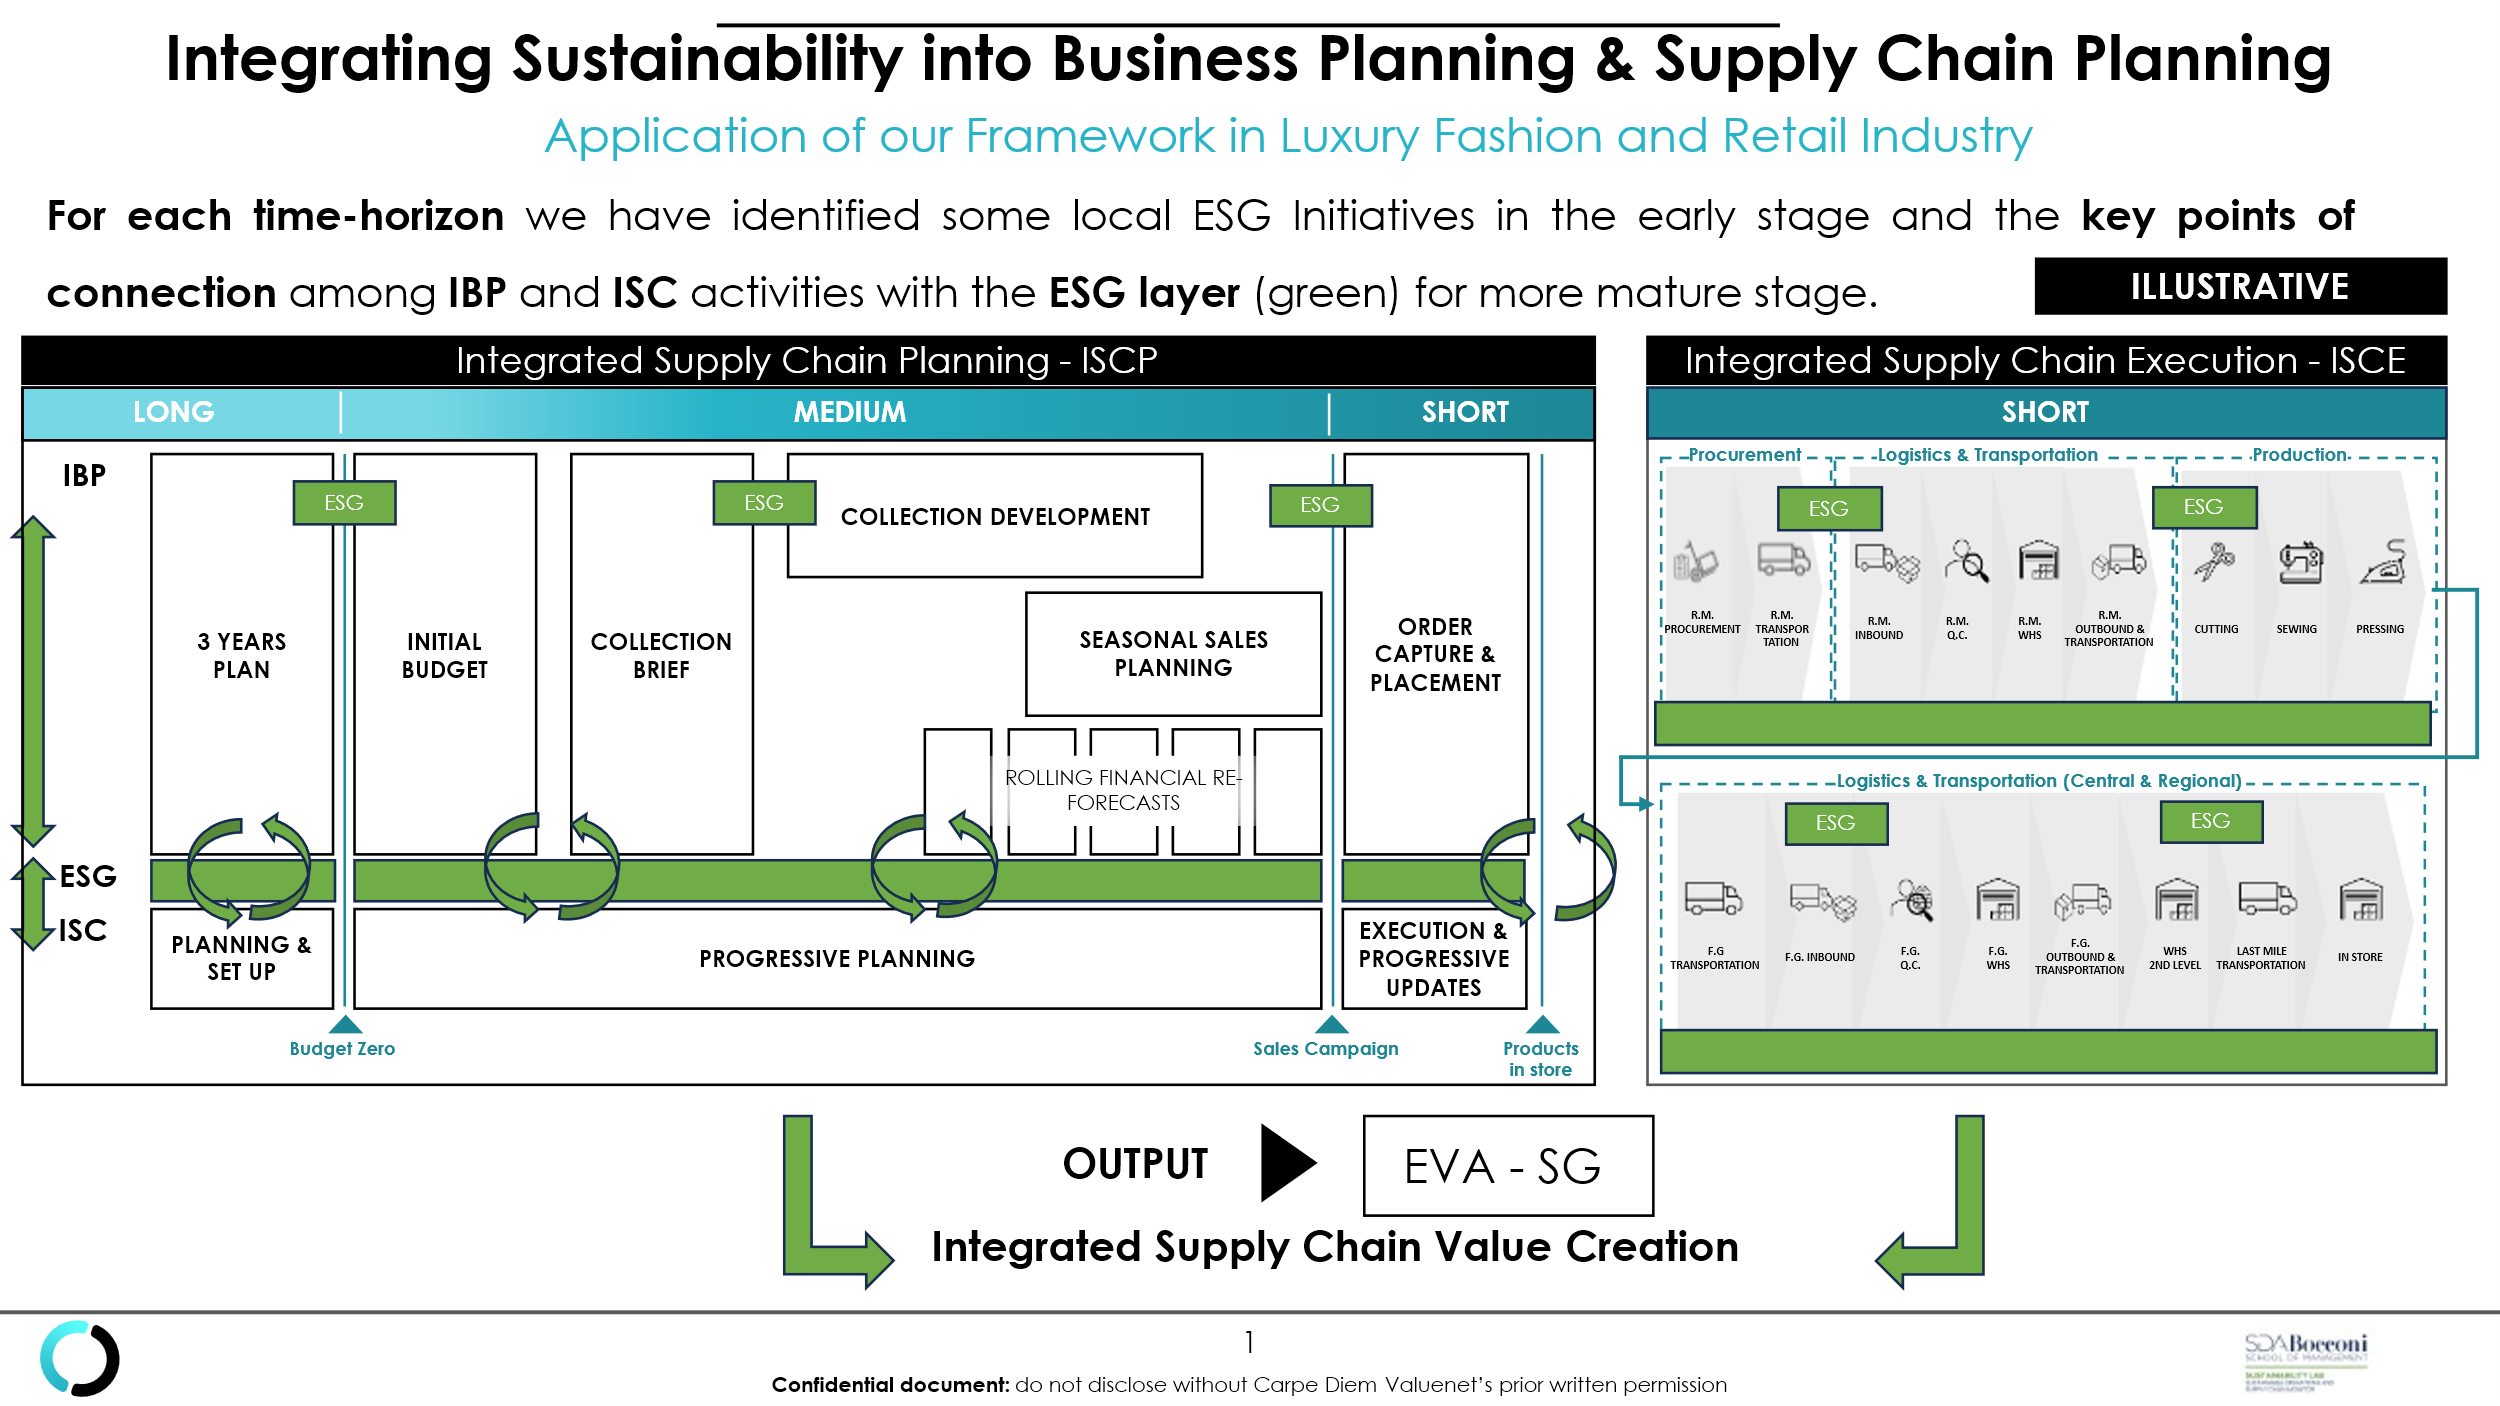 Integrating Sustainability into Business Planning & Supply Chain Planning
Application of our Framework in Luxury Fashion and Retail Industry
For each time-horizon we have identified some local ESG Initiatives in the early stage and the key points of
connection among IBP and ISC activities with the ESG layer (green) for more mature stage.
ILLUSTRATIVE
Integrated Supply Chain Planning - ISCP
LONG
MEDIUM
SHORT
IBP
ESG
ISC
3 YEARS
PLAN
ESG
INITIAL
BUDGET
COLLECTION
BRIEF
ESG
COLLECTION DEVELOPMENT
SEASONAL SALES
PLANNING
ROLLING FINANCIAL RE-
FORECASTS
ESG
ORDER
CAPTURE &
PLACEMENT
PLANNING &
SET UP
PROGRESSIVE PLANNING
EXECUTION &
PROGRESSIVE
UPDATES
Budget Zero
Sales Campaign
Products
in store
Integrated Supply Chain Execution - ISCE
SHORT
Procurement
Logistics & Transportation
Production
ESG
ESG
R.M.
PROCUREMENT
R.M.
TRANSPOR
TATION
R.M.
INBOUND
R.M.
Q.C.
R.M.
WHS
R.M.
OUTBOUND &
TRANSPORTATION
CUTTING
SEWING
PRESSING
Logistics & Transportation (Central & Regional)
ESG
ESG
F.G
TRANSPORTATION
F.G. INBOUND
F.G.
Q.C.
F.G.
WHS
F.G.
OUTBOUND &
TRANSPORTATION
WHS
2ND LEVEL
LAST MILE
TRANSPORTATION
IN STORE
OUTPUT
EVA - SG
Integrated Supply Chain Value Creation
1
Confidential document: do not disclose without Carpe Diem Valuenet's prior written permission
SDA Bocconi
SCHOOL OF MANAGEMENT
SUSTAINABILITY LAB